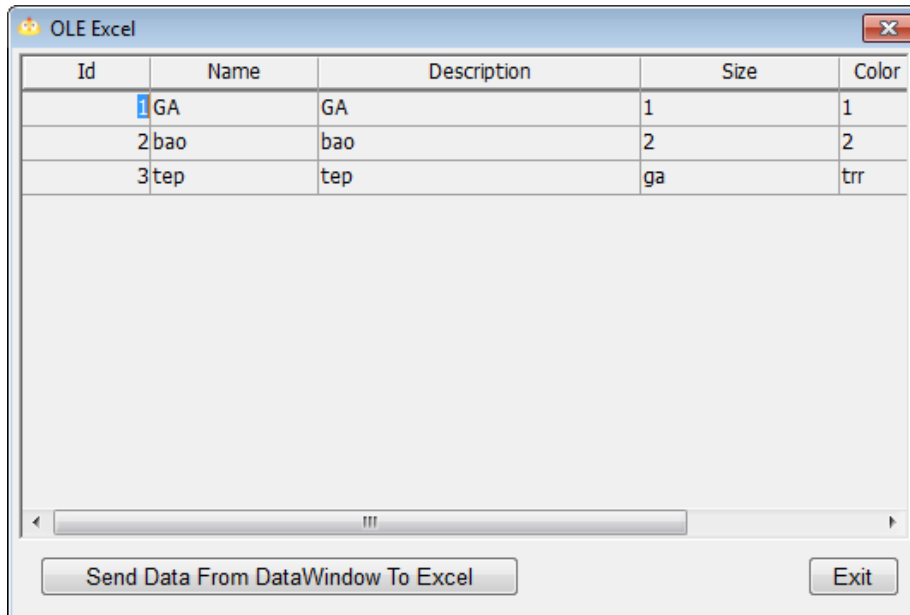 OLE Excel
Id Name Description Size Color
1 GA GA 1 1
2 bao bao 2 2
3 tep tep ga trr
Send Data From DataWindow To Excel Exit